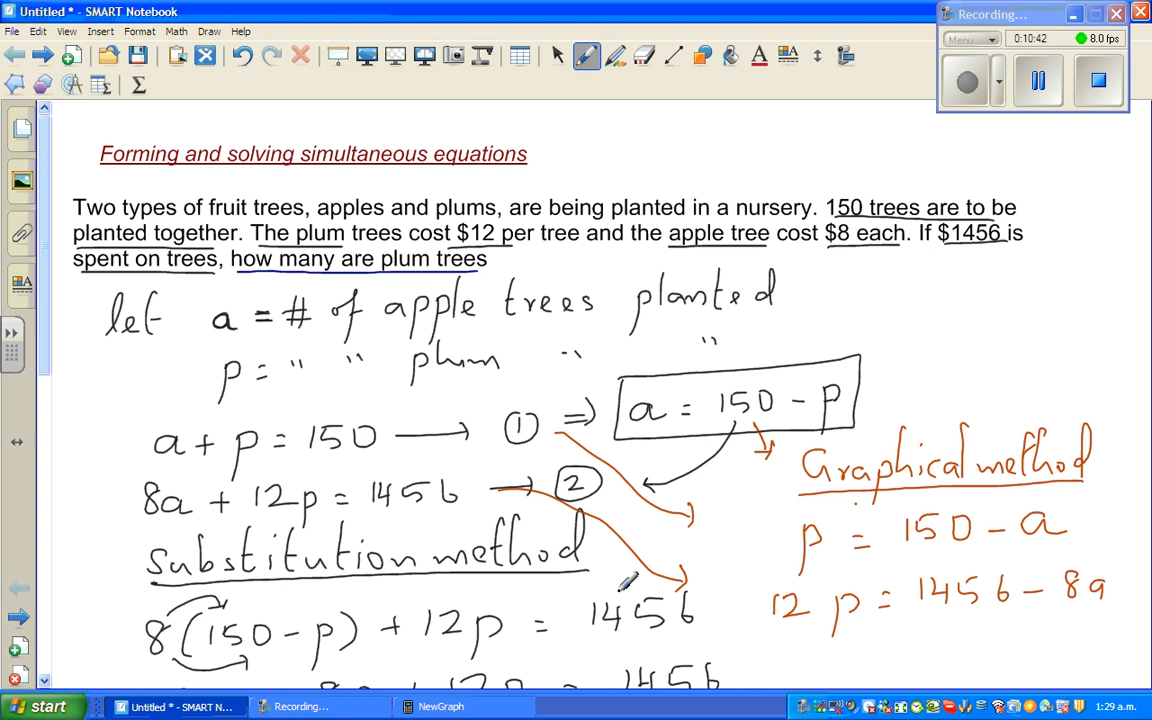 Untitled * - SMART Notebook
Recording...
File Edit View Insert Format Math Draw Help
Menu 0:10:42 8.0 fps
Forming and solving simultaneous equations
Two types of fruit trees, apples and plums, are being planted in a nursery. 150 trees are to be
planted together. The plum trees cost $12 per tree and the apple tree cost $8 each. If $1456 is
spent on trees, how many are plum trees
let a = # of apple trees planted
p = " " plum " "
a + p = 150 → ① ⇒ a = 150 - p
8a + 12p = 1456 → ②
Graphical method
p = 150 - a
12 p = 1456 - 8a
Substitution method
8(150 - p) + 12p = 1456
8p + 12p = 1456
start Untitled * - SMART N... Recording... NewGraph 1:29 a.m.